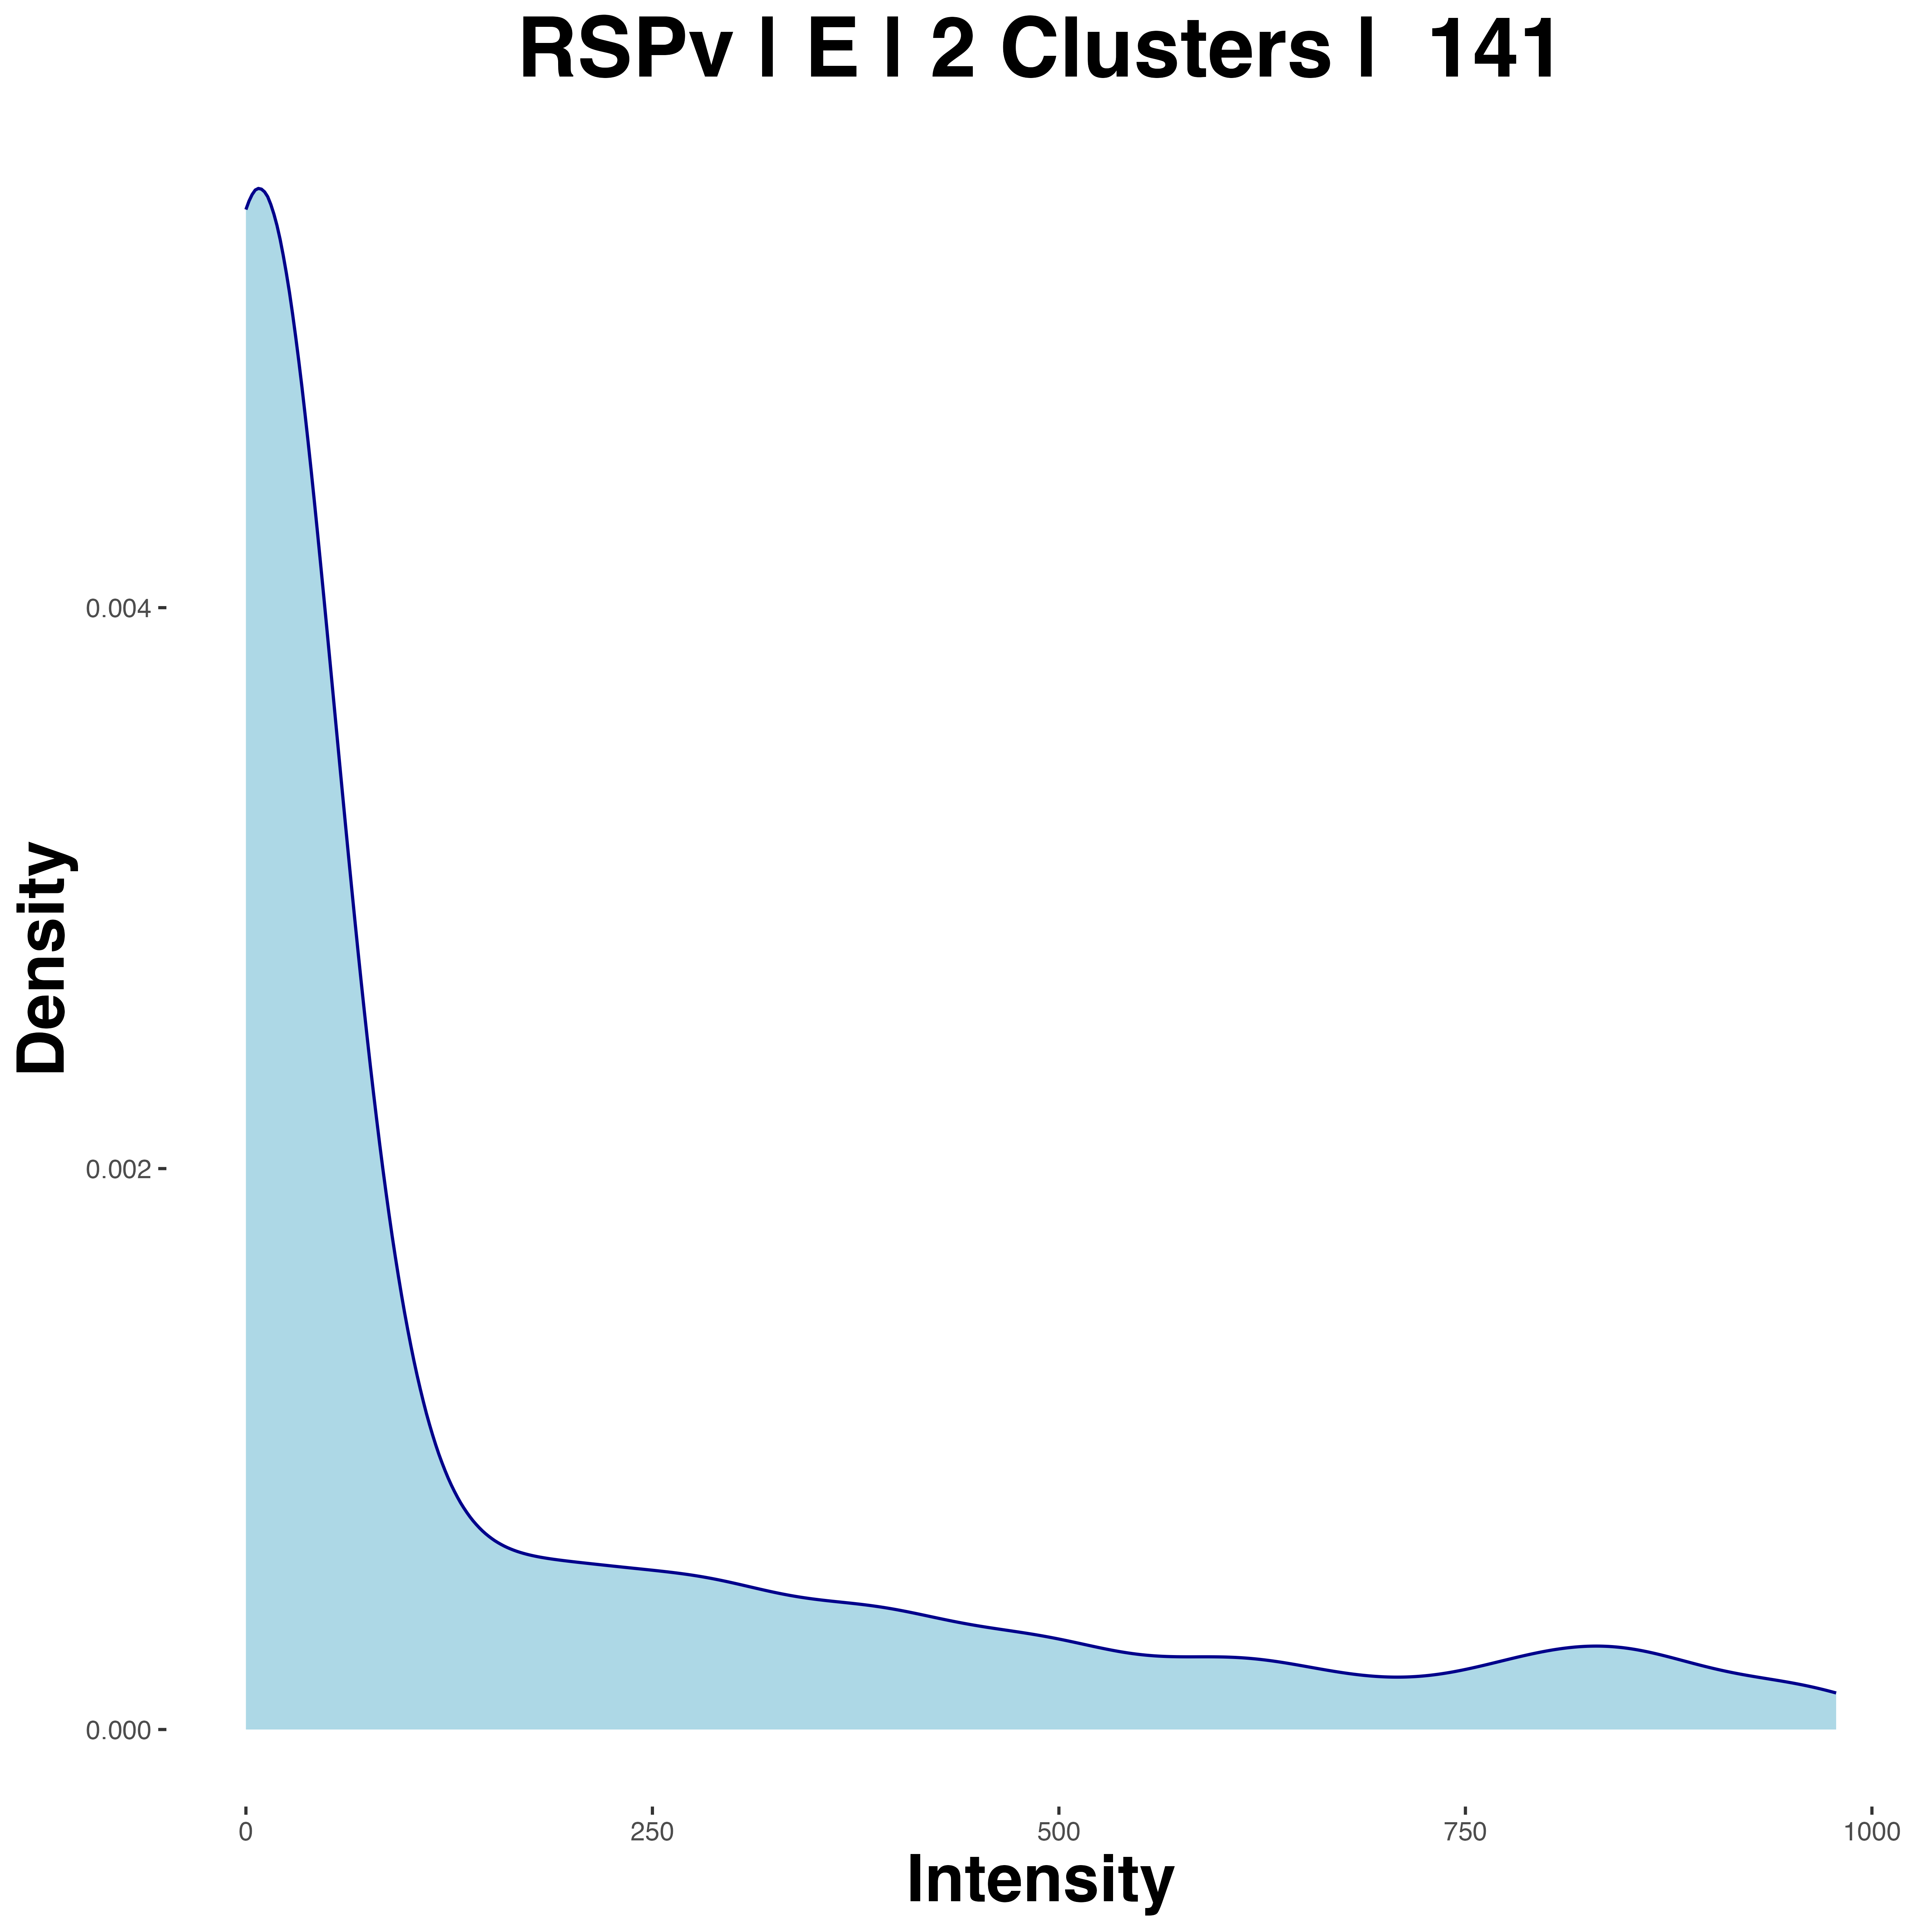 RSPv | E | 2 Clusters |  141
Density
0.004
0.002
0.000
0 250 500 750 1000
Intensity